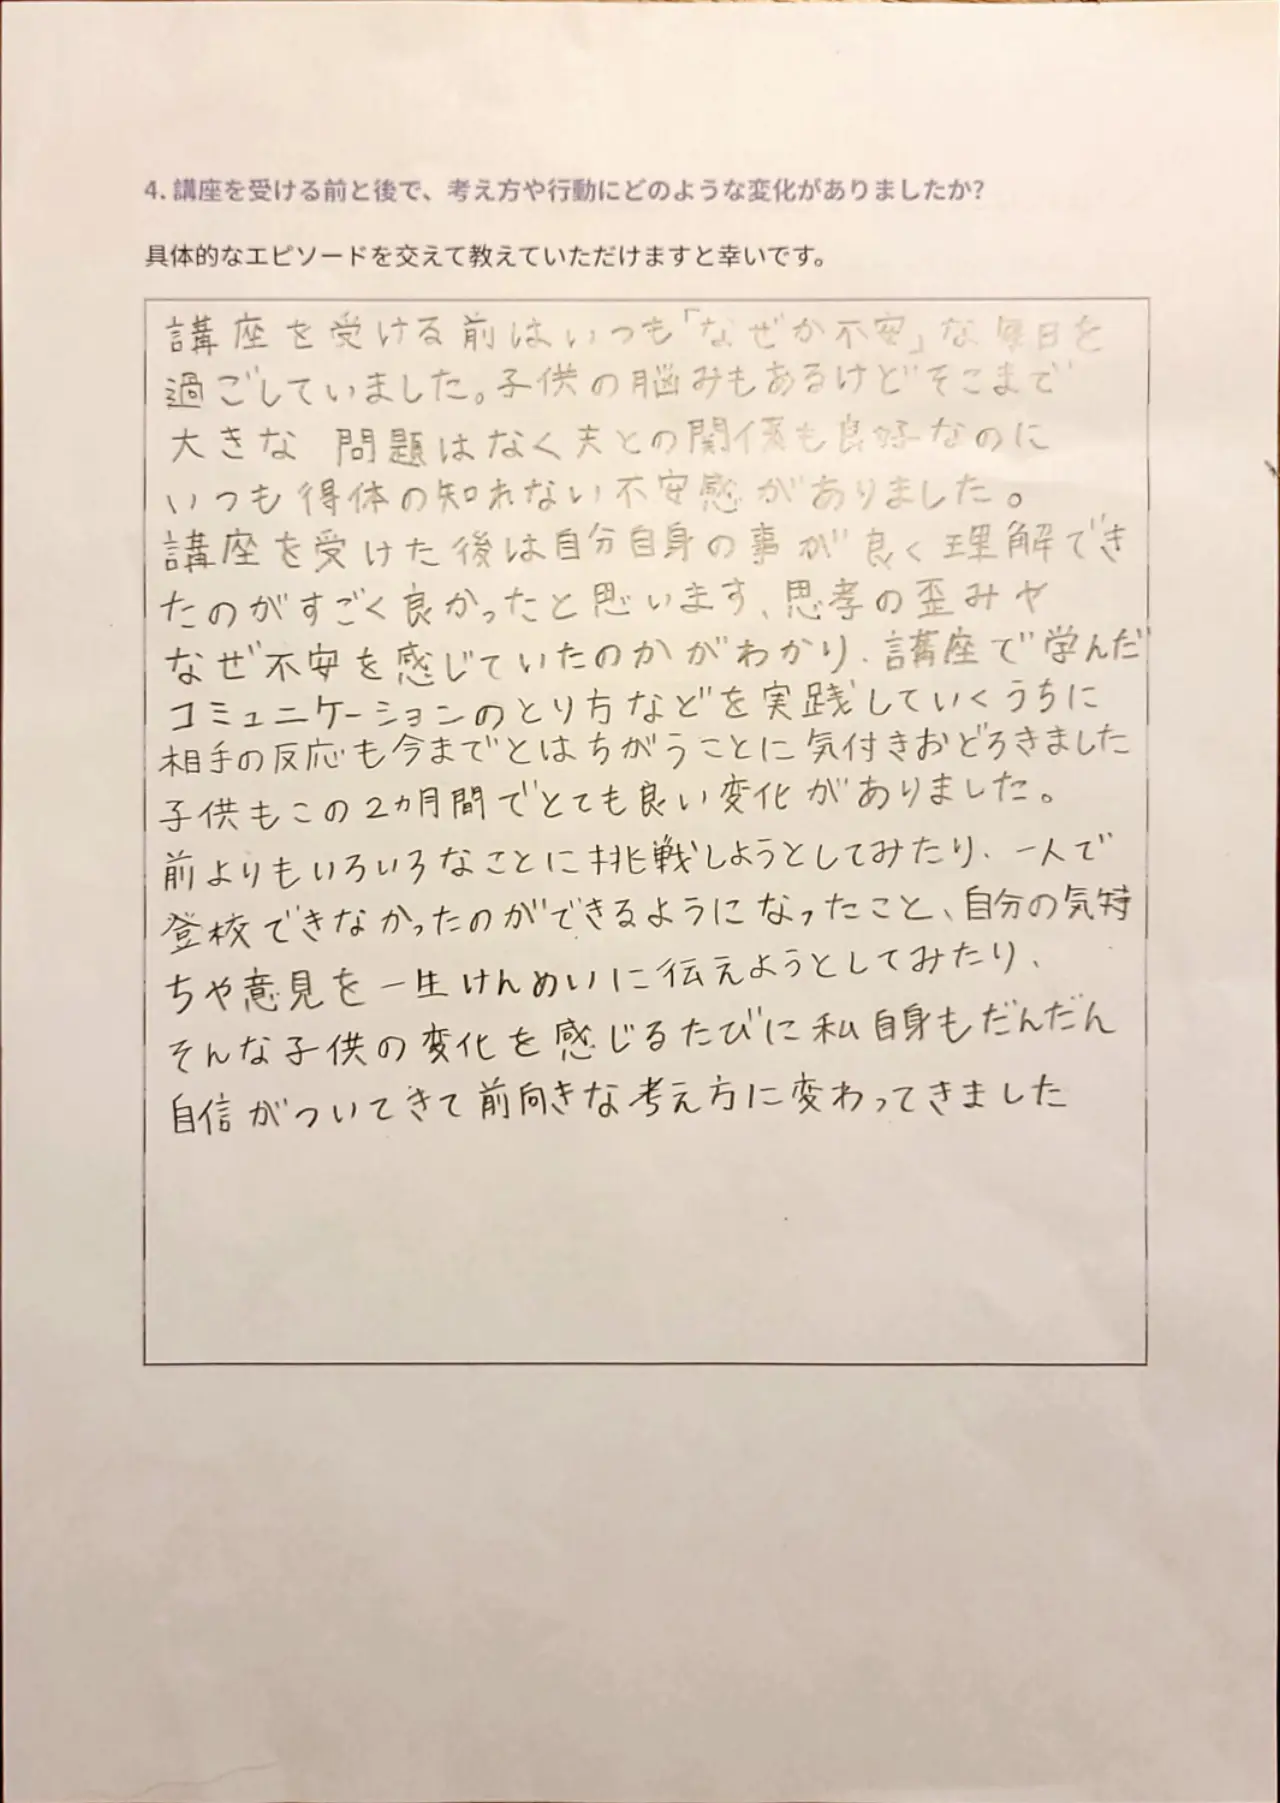 4. 講座を受ける前と後で、考え方や行動にどのような変化がありましたか?
具体的なエピソードを交えて教えていただけますと幸いです。
講座を受ける前はいつも「なぜか不安」な毎日を
過ごしていました。子供の悩みもあるけどそこまで
大きな 問題はなく夫との関係も良好なのに
いつも得体の知れない不安感がありました。
講座を受けた後は自分自身の事が良く理解でき
たのがすごく良かったと思います、思考の歪みや
なぜ不安を感じていたのかがわかり、講座で学んだ
コミュニケーションのとり方などを実践していくうちに
相手の反応も今までとはちがうことに気付きおどろきました
子供もこの2ヵ月間でとても良い変化がありました。
前よりもいろいろなことに挑戦しようとしてみたり、一人で
登校できなかったのができるようになったこと、自分の気持
ちや意見を一生けんめいに伝えようとしてみたり、
そんな子供の変化を感じるたびに私自身もだんだん
自信がついてきて前向きな考え方に変わってきました